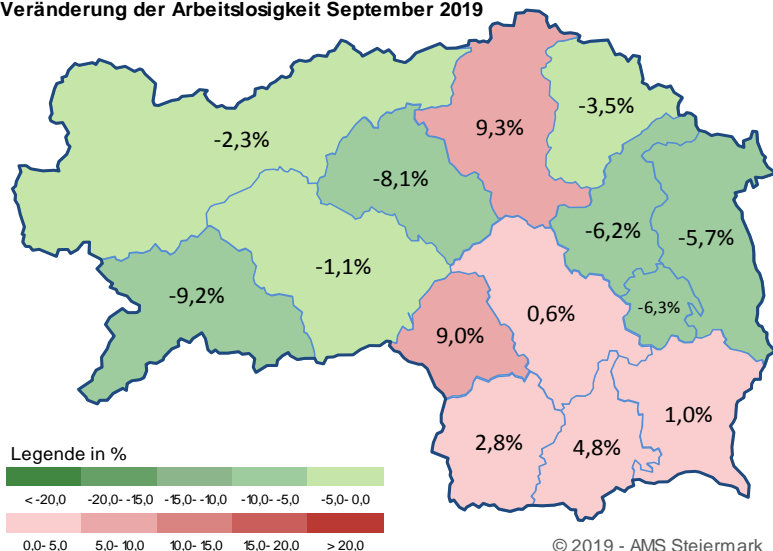 Veränderung der Arbeitslosigkeit September 2019
9,3%
-3,5%
-2,3%
-8,1%
-6,2%
-5,7%
-1,1%
-9,2%
-6,3%
0,6%
9,0%
1,0%
2,8%
4,8%
Legende in %
< -20,0 -20,0- -15,0 -15,0- -10,0 -10,0- -5,0 -5,0- 0,0
0,0- 5,0 5,0- 10,0 10,0- 15,0 15,0- 20,0 > 20,0
© 2019 - AMS Steiermark